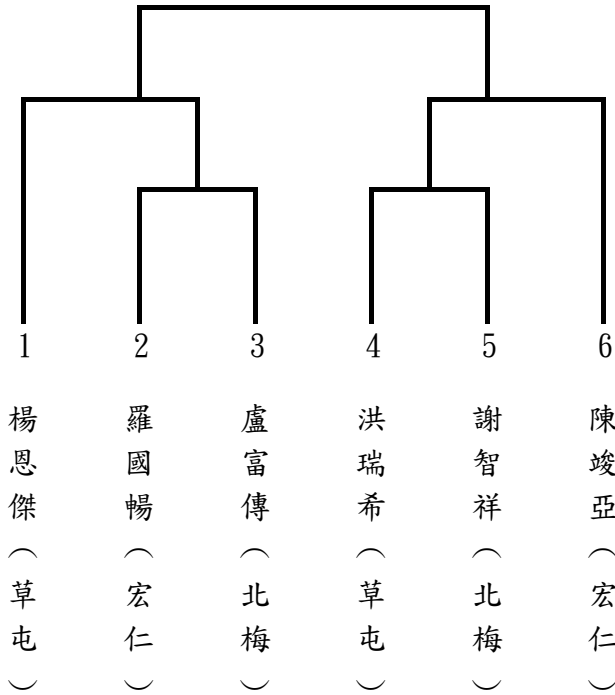 1 2 3 4 5 6
楊恩傑（草屯）
羅國暢（宏仁）
盧富傳（北梅）
洪瑞希（草屯）
謝智祥（北梅）
陳竣亞（宏仁）